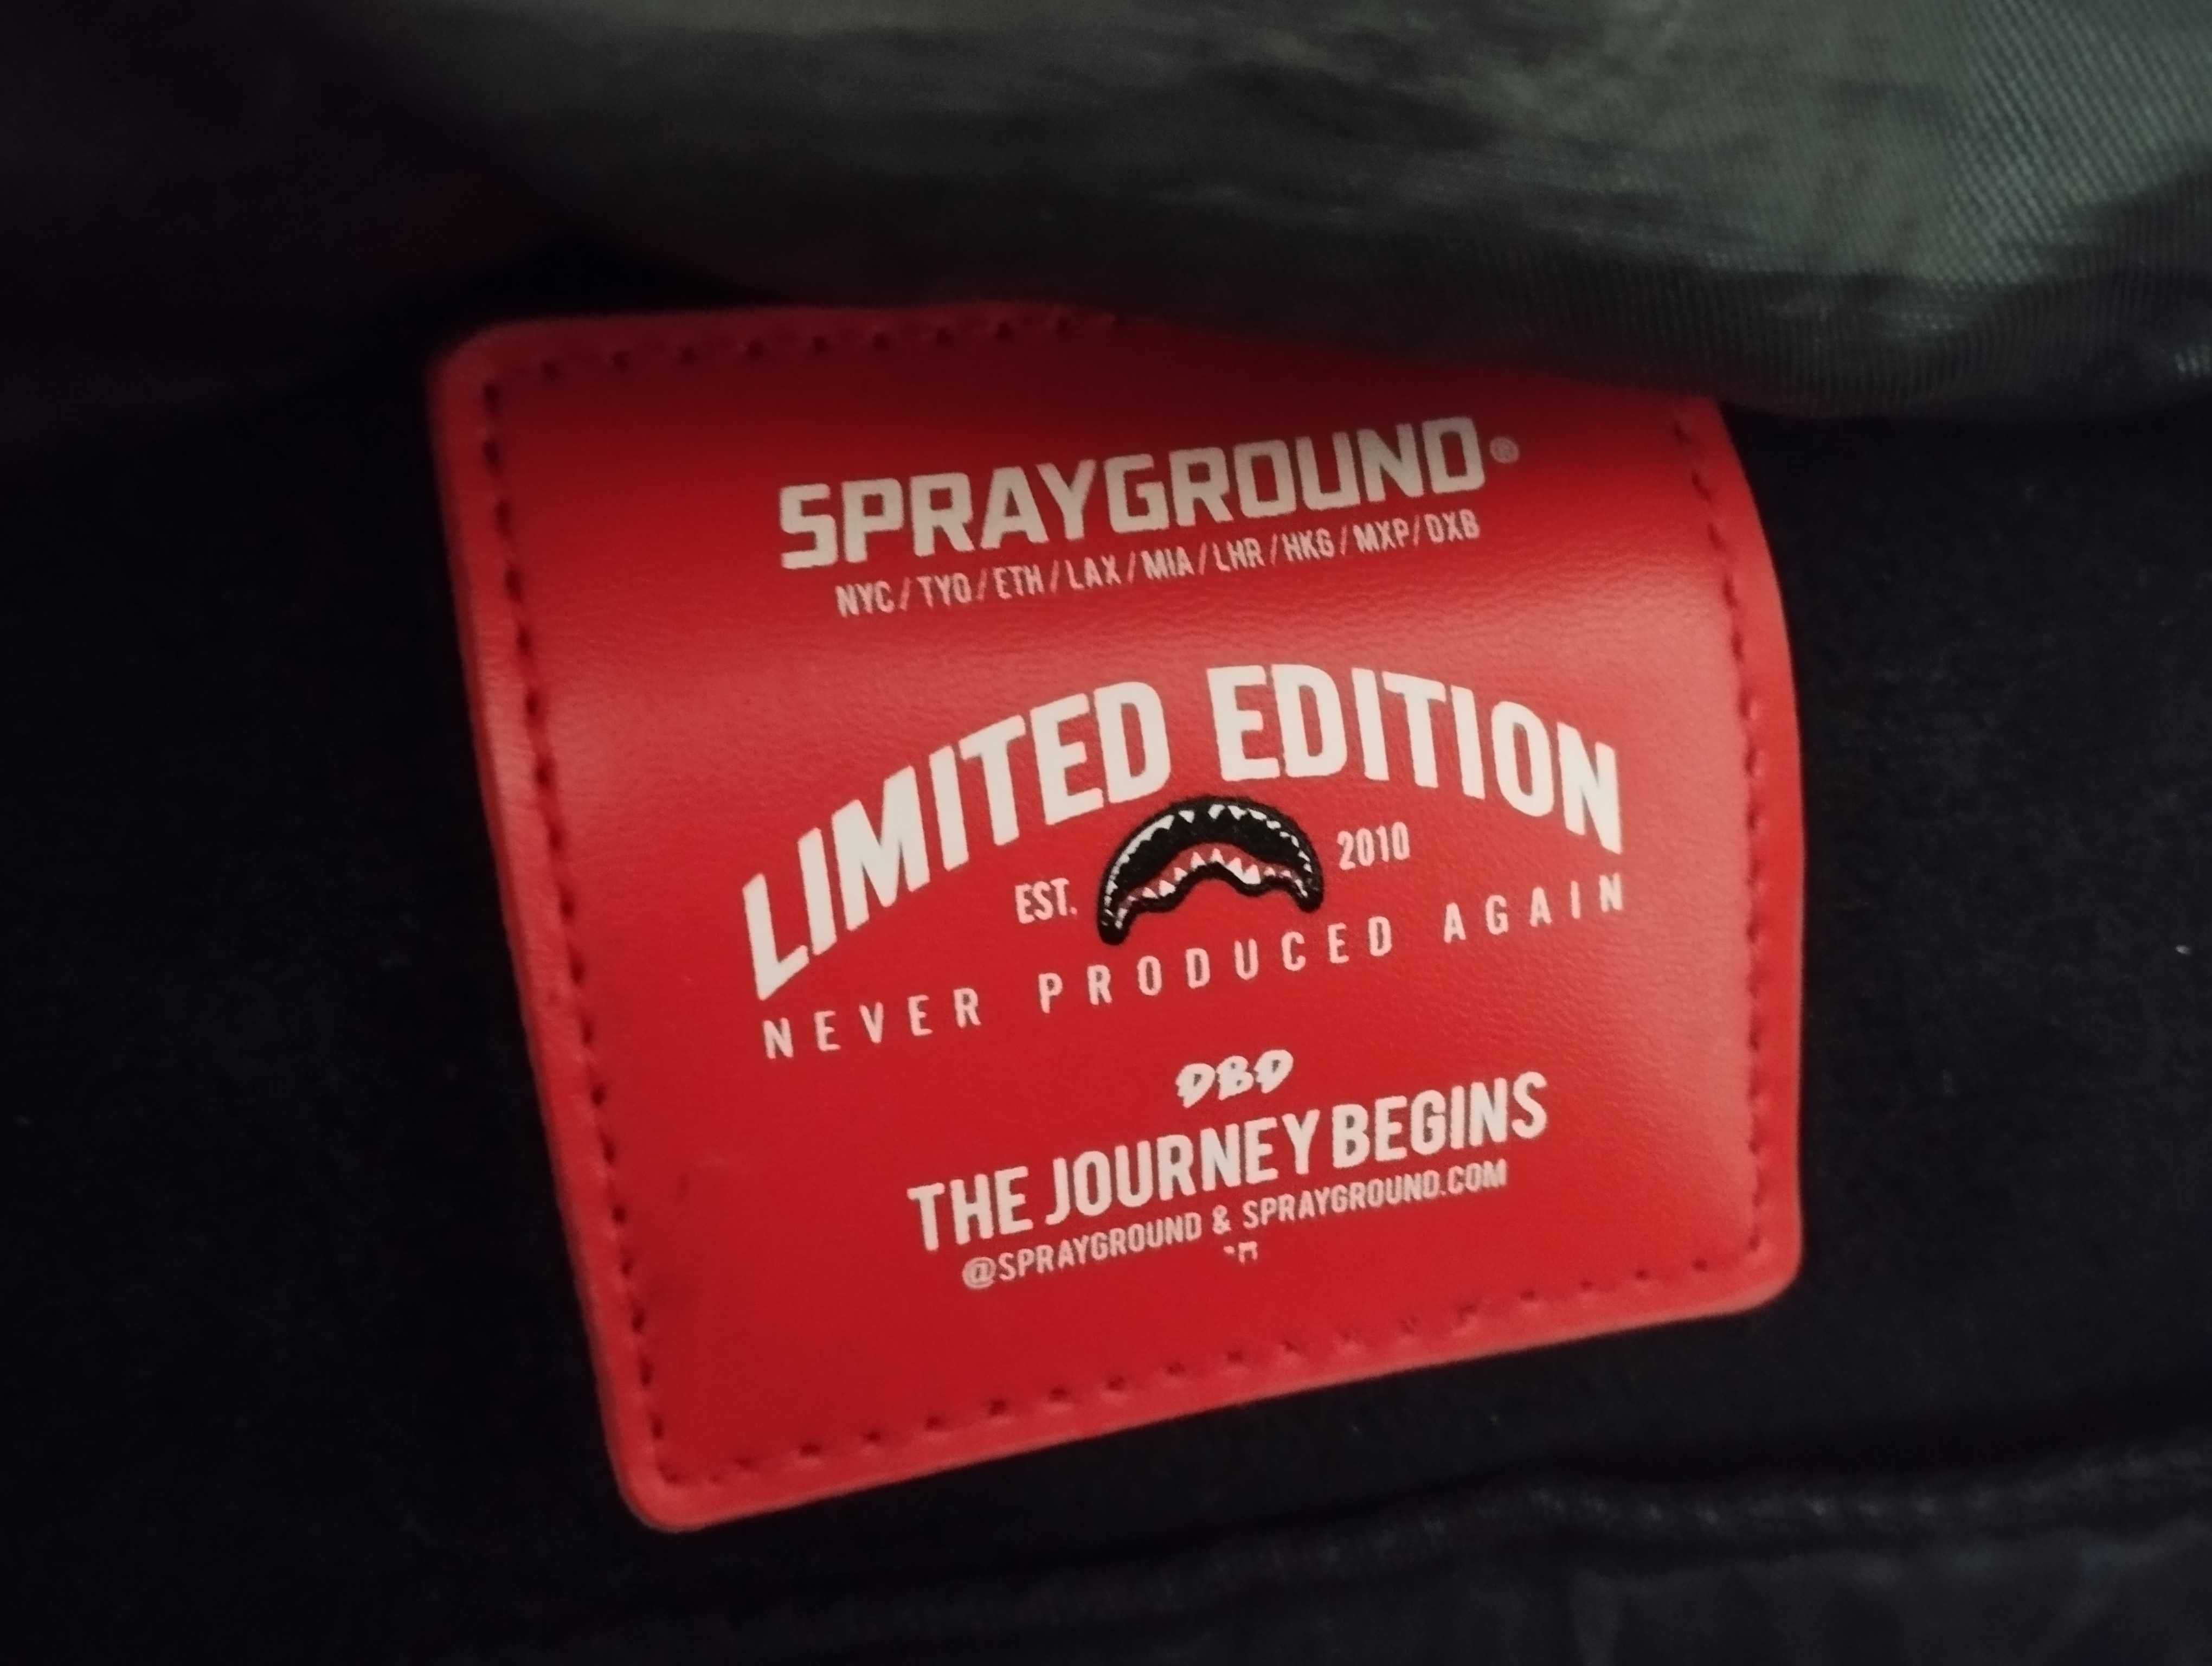 SPRAYGROUND®
NYC/TYO/ETH/LAX/MIA/LHR/HKG/MXP/DXB
LIMITED EDITION
EST. 2010
NEVER PRODUCED AGAIN
DBD
THE JOURNEY BEGINS
@SPRAYGROUND & SPRAYGROUND.COM